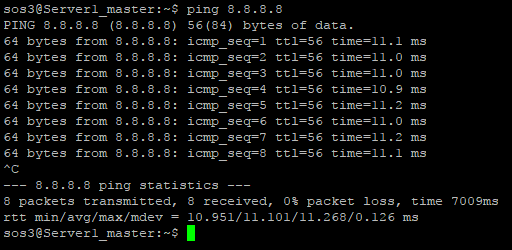 sos3@Server1_master:~$ ping 8.8.8.8
PING 8.8.8.8 (8.8.8.8) 56(84) bytes of data.
64 bytes from 8.8.8.8: icmp_seq=1 ttl=56 time=11.1 ms
64 bytes from 8.8.8.8: icmp_seq=2 ttl=56 time=11.0 ms
64 bytes from 8.8.8.8: icmp_seq=3 ttl=56 time=11.0 ms
64 bytes from 8.8.8.8: icmp_seq=4 ttl=56 time=10.9 ms
64 bytes from 8.8.8.8: icmp_seq=5 ttl=56 time=11.2 ms
64 bytes from 8.8.8.8: icmp_seq=6 ttl=56 time=11.0 ms
64 bytes from 8.8.8.8: icmp_seq=7 ttl=56 time=11.2 ms
64 bytes from 8.8.8.8: icmp_seq=8 ttl=56 time=11.1 ms
^C
--- 8.8.8.8 ping statistics ---
8 packets transmitted, 8 received, 0% packet loss, time 7009ms
rtt min/avg/max/mdev = 10.951/11.101/11.268/0.126 ms
sos3@Server1_master:~$